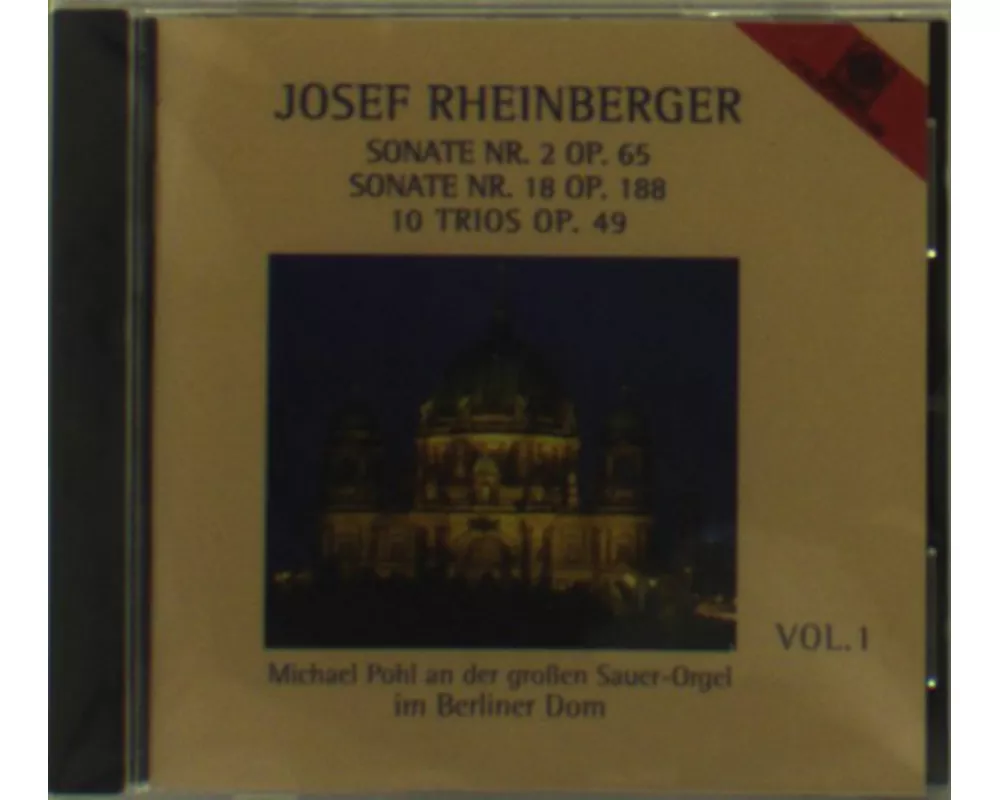 JOSEF RHEINBERGER
SONATE NR. 2 OP. 65
SONATE NR. 18 OP. 188
10 TRIOS OP. 49
VOL. 1
Michael Pohl an der großen Sauer-Orgel
im Berliner Dom